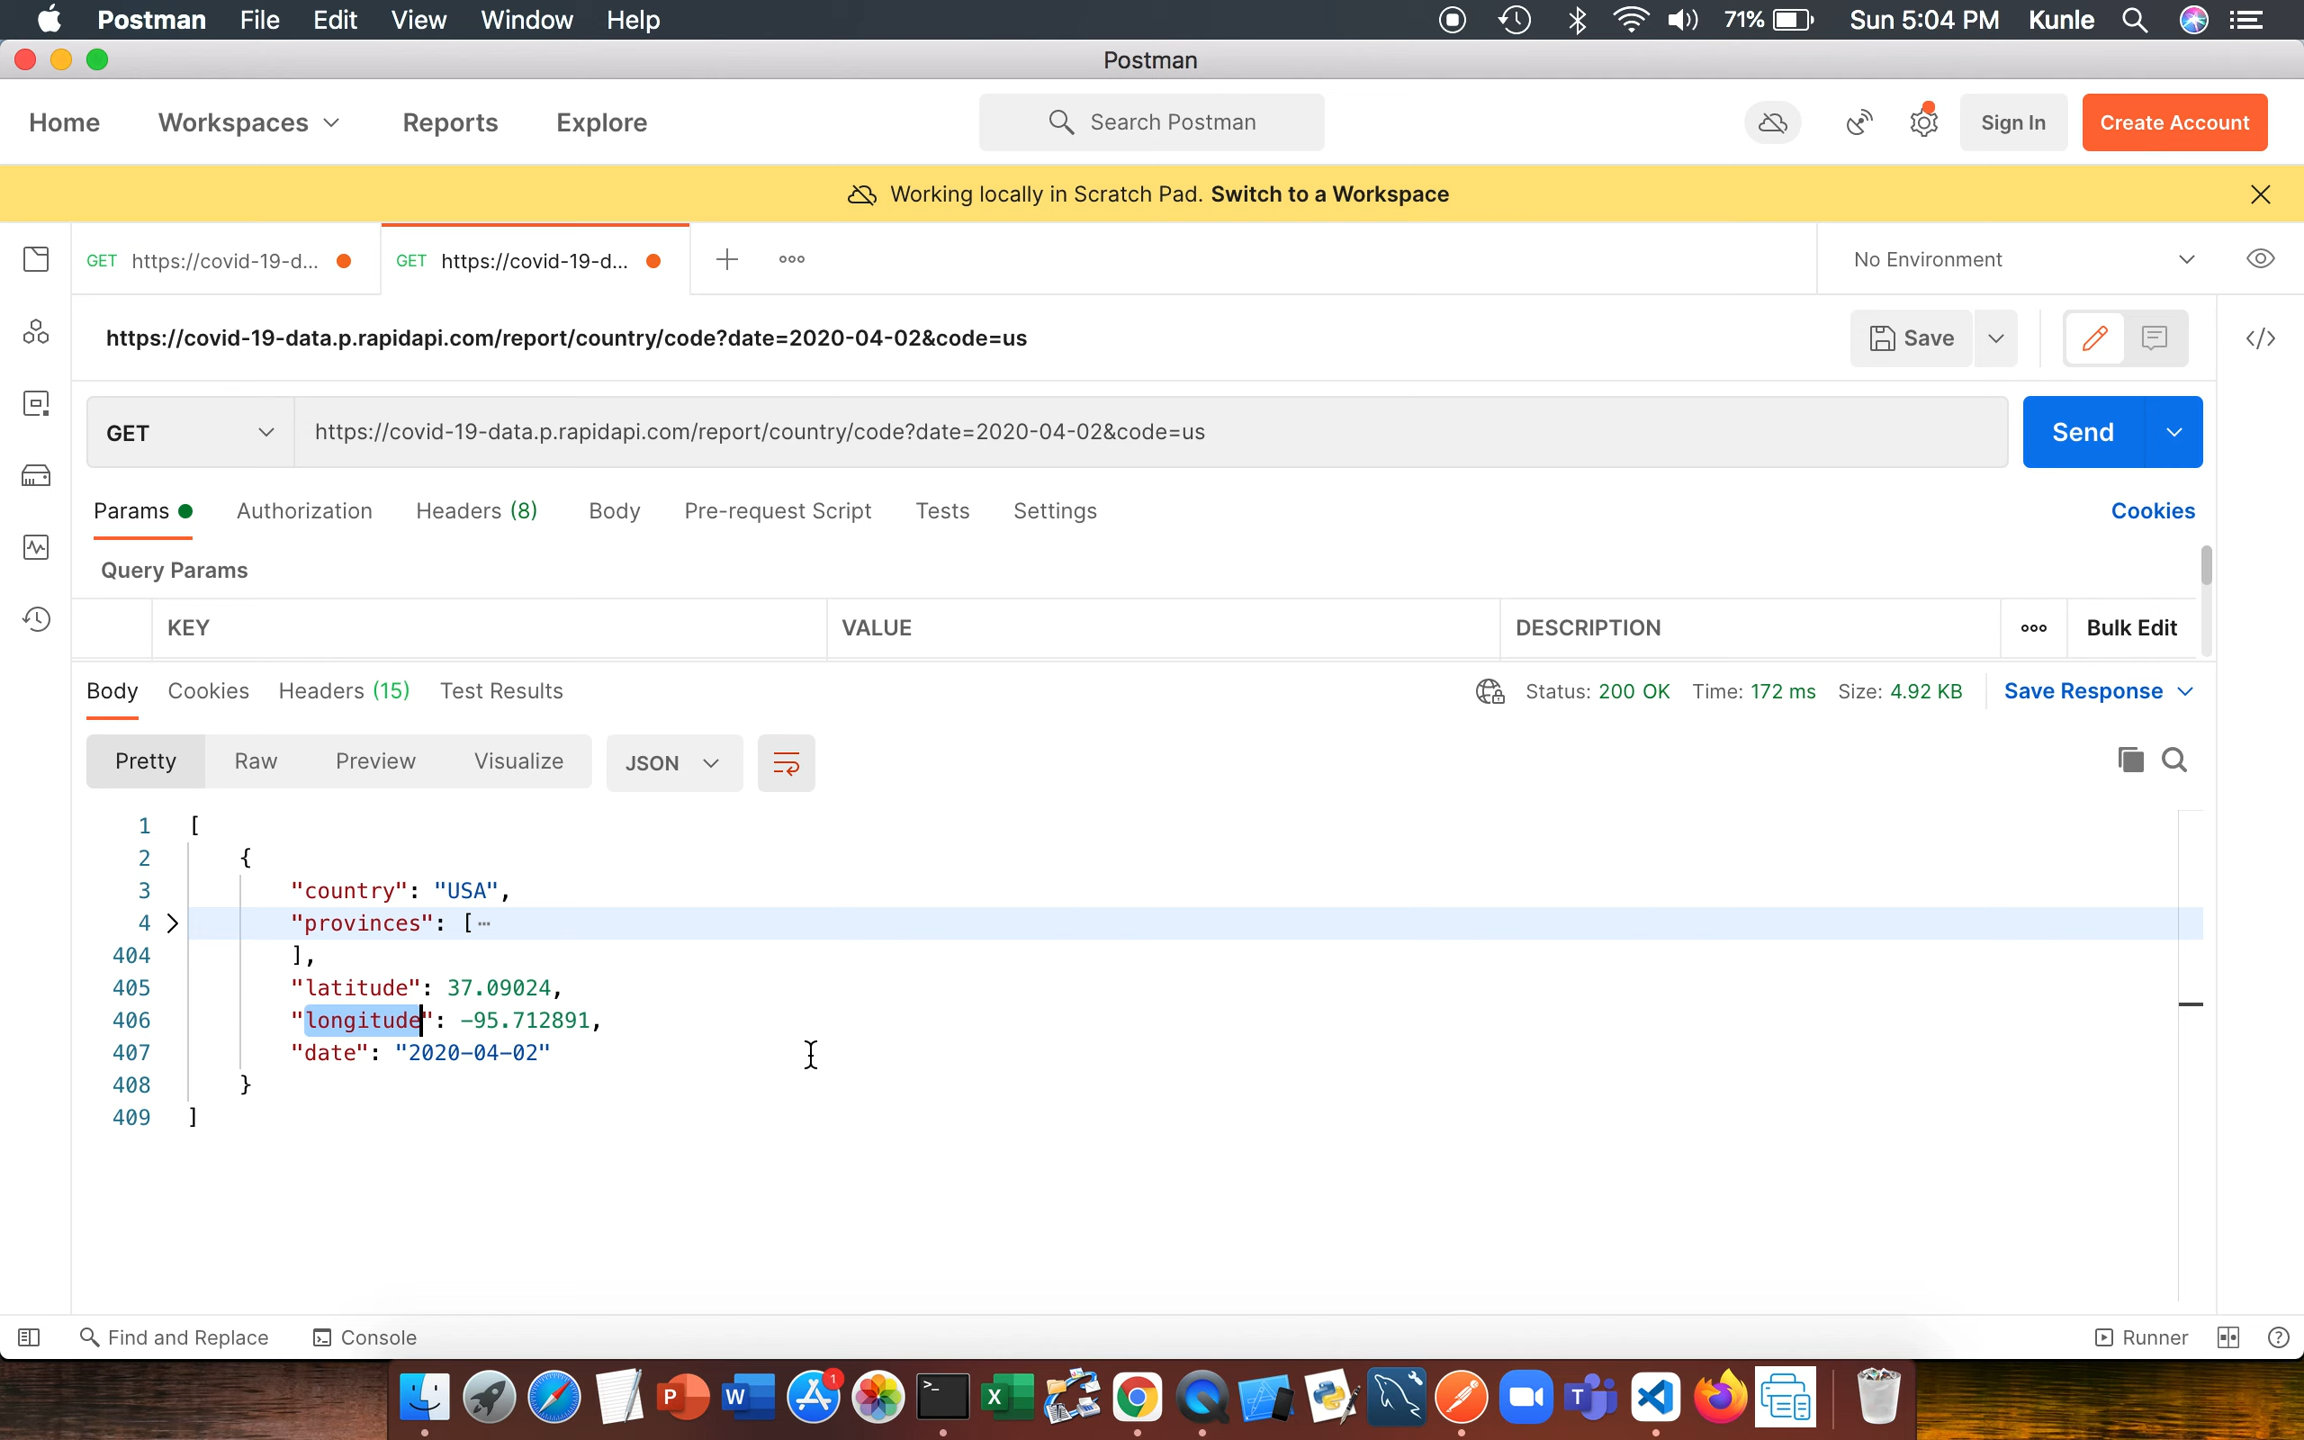 Postman File Edit View Window Help 71% Sun 5:04 PM Kunle
Postman
Home Workspaces Reports Explore Search Postman Sign In Create Account
Working locally in Scratch Pad. Switch to a Workspace
GET https://covid-19-d... GET https://covid-19-d... No Environment
https://covid-19-data.p.rapidapi.com/report/country/code?date=2020-04-02&code=us Save
GET https://covid-19-data.p.rapidapi.com/report/country/code?date=2020-04-02&code=us Send
Params Authorization Headers (8) Body Pre-request Script Tests Settings Cookies
Query Params
KEY VALUE DESCRIPTION Bulk Edit
Body Cookies Headers (15) Test Results Status: 200 OK Time: 172 ms Size: 4.92 KB Save Response
Pretty Raw Preview Visualize JSON
1 [
2 {
3 "country": "USA",
4 "provinces": [⋯
404 ],
405 "latitude": 37.09024,
406 "longitude": -95.712891,
407 "date": "2020-04-02"
408 }
409 ]
Find and Replace Console Runner
P W 1 >_ X T